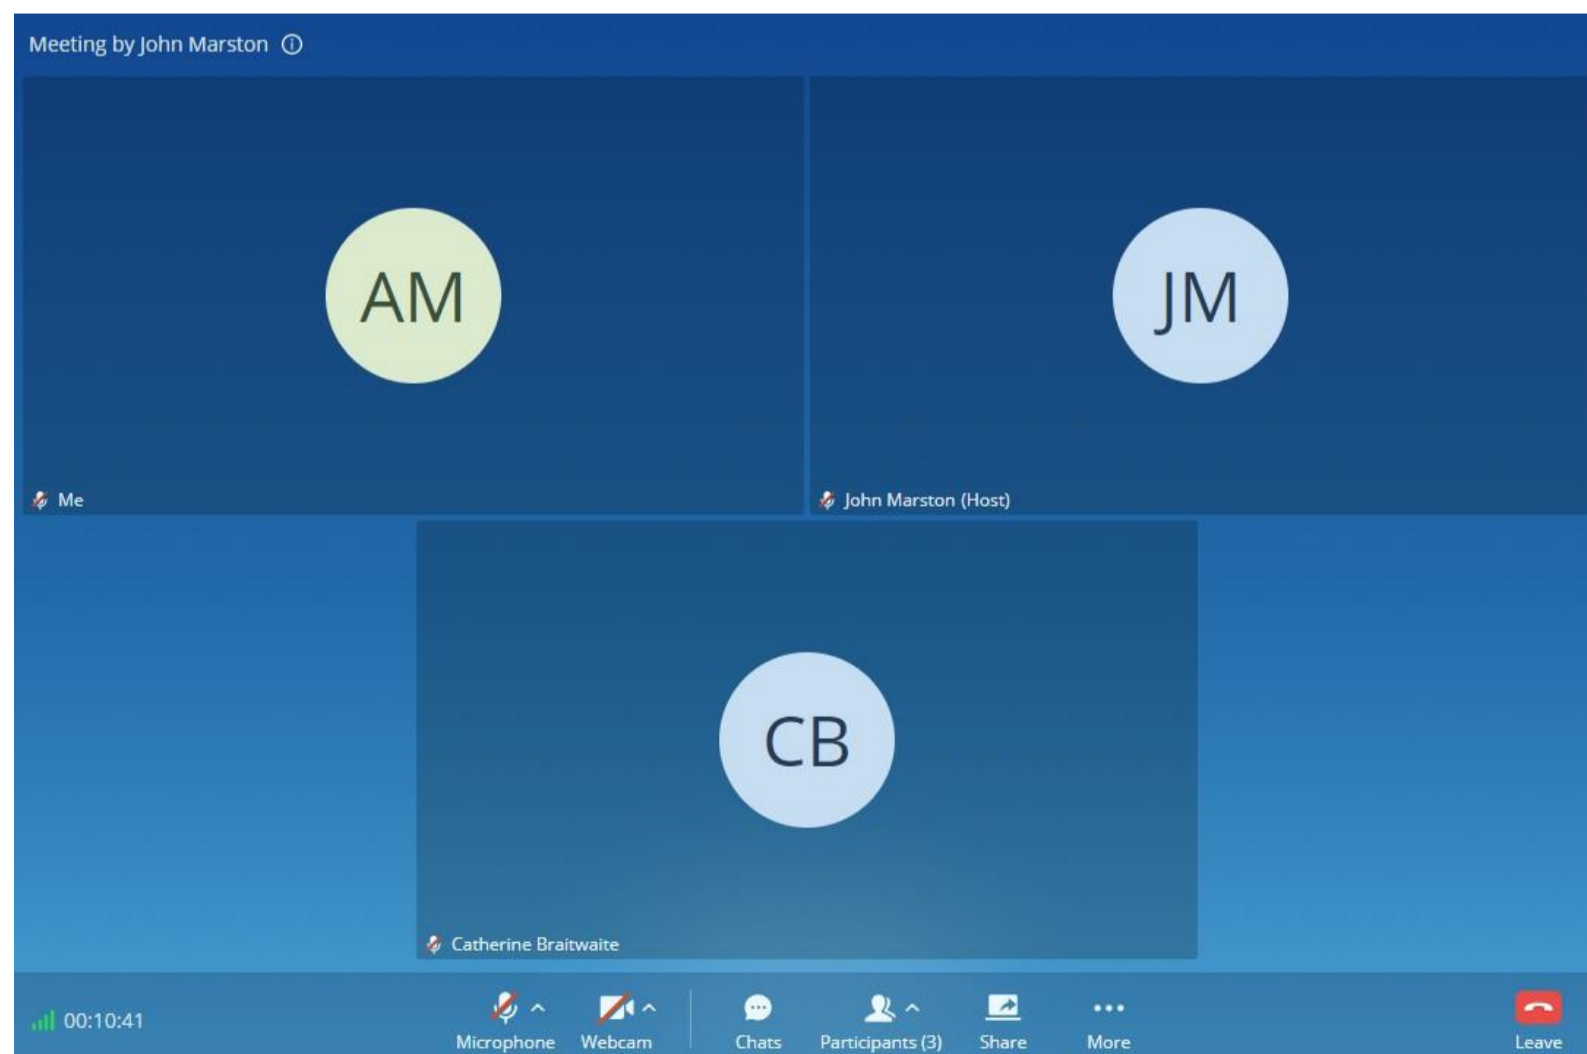 Meeting by John Marston
AM
JM
Me
John Marston (Host)
CB
Catherine Braitwaite
00:10:41
Microphone
Webcam
Chats
Participants (3)
Share
More
Leave